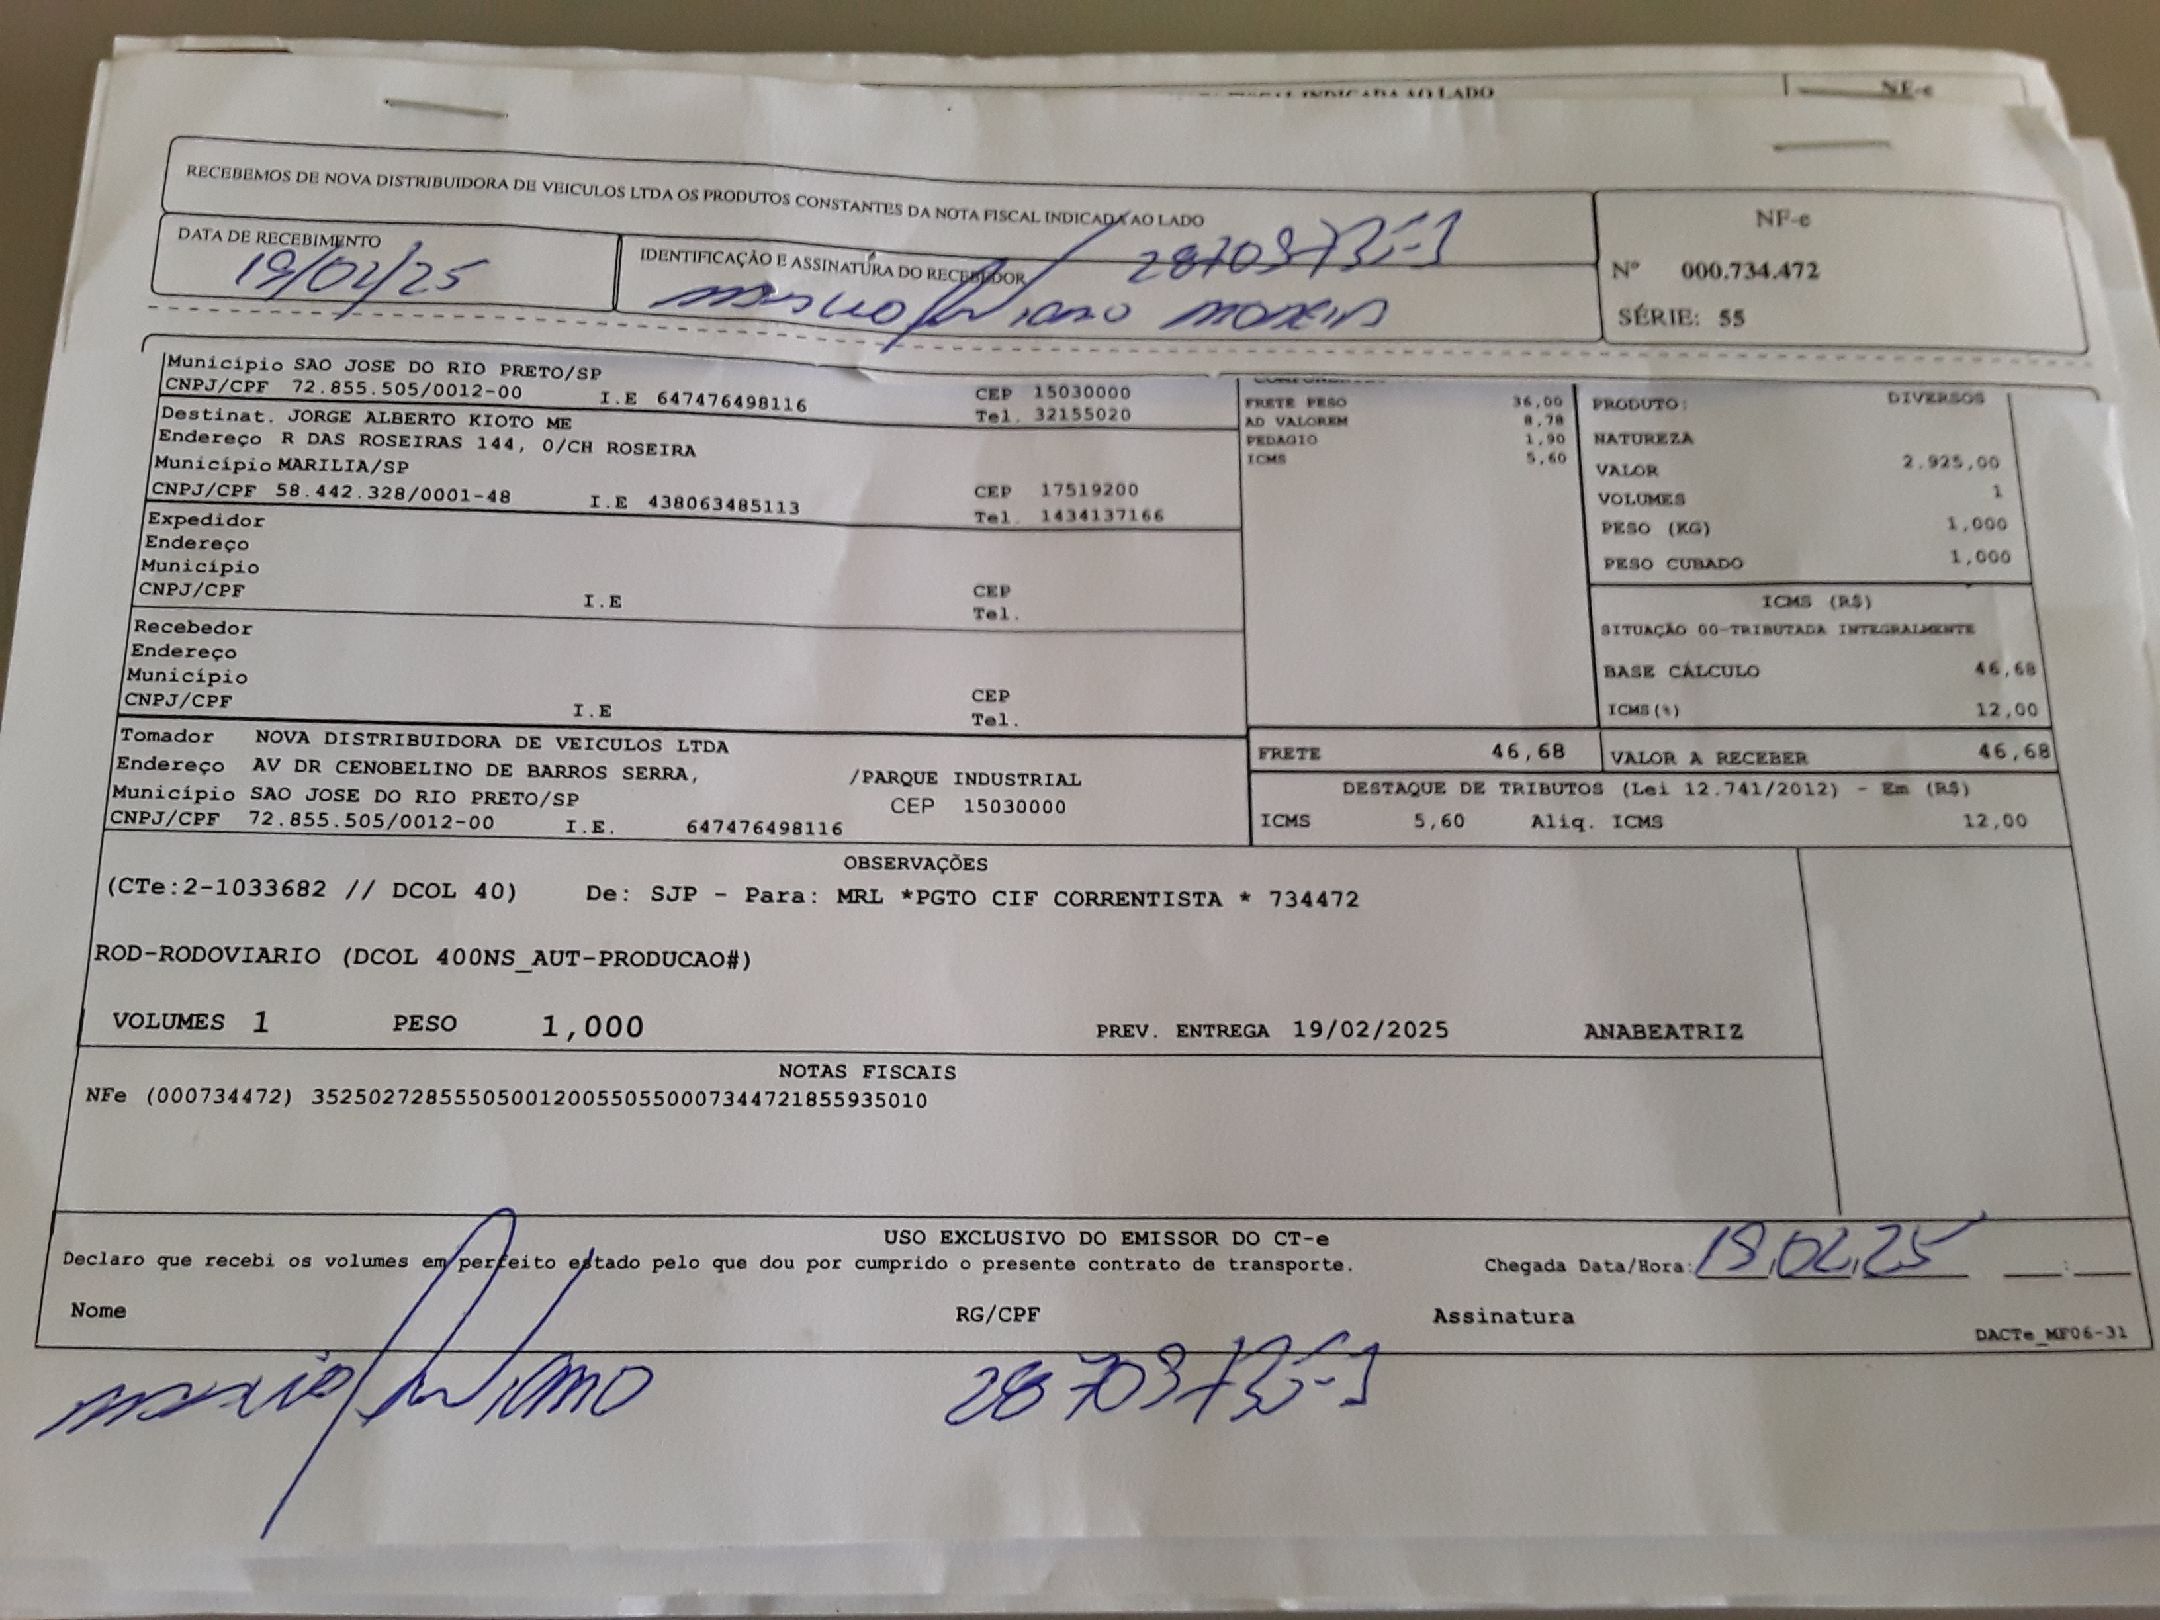 INDICADA AO LADO
NF-e
RECEBEMOS DE NOVA DISTRIBUIDORA DE VEICULOS LTDA OS PRODUTOS CONSTANTES DA NOTA FISCAL INDICADA AO LADO
NF-e
Nº 000.734.472
SÉRIE: 55
DATA DE RECEBIMENTO
19/02/25
IDENTIFICAÇÃO E ASSINATURA DO RECEBEDOR
Município SAO JOSE DO RIO PRETO/SP
CNPJ/CPF 72.855.505/0012-00 I.E 647476498116
CEP 15030000
Tel. 32155020
Destinat. JORGE ALBERTO KIOTO ME
Endereço R DAS ROSEIRAS 144, 0/CH ROSEIRA
Município MARILIA/SP
CNPJ/CPF 58.442.328/0001-48 I.E 438063485113
CEP 17519200
Tel. 1434137166
Expedidor
Endereço
Município
CNPJ/CPF I.E
CEP
Tel.
Recebedor
Endereço
Município
CNPJ/CPF I.E
CEP
Tel.
Tomador NOVA DISTRIBUIDORA DE VEICULOS LTDA
Endereço AV DR CENOBELINO DE BARROS SERRA, /PARQUE INDUSTRIAL
Município SAO JOSE DO RIO PRETO/SP CEP 15030000
CNPJ/CPF 72.855.505/0012-00 I.E. 647476498116
FRETE PESO 36,00
AD VALOREM 8,78
PEDAGIO 1,90
ICMS 5,60
PRODUTO: DIVERSOS
NATUREZA
VALOR 2.925,00
VOLUMES 1
PESO (KG) 1,000
PESO CUBADO 1,000
ICMS (R$)
SITUAÇÃO 00-TRIBUTADA INTEGRALMENTE
BASE CÁLCULO 46,68
ICMS(%) 12,00
FRETE 46,68
VALOR A RECEBER 46,68
DESTAQUE DE TRIBUTOS (Lei 12.741/2012) - Em (R$)
ICMS 5,60 Aliq. ICMS 12,00
OBSERVAÇÕES
(CTe:2-1033682 // DCOL 40) De: SJP - Para: MRL *PGTO CIF CORRENTISTA * 734472
ROD-RODOVIARIO (DCOL 400NS_AUT-PRODUCAO#)
VOLUMES 1 PESO 1,000 PREV. ENTREGA 19/02/2025 ANABEATRIZ
NOTAS FISCAIS
NFe (000734472) 35250272855505001200550550007344721855935010
USO EXCLUSIVO DO EMISSOR DO CT-e
Declaro que recebi os volumes em perfeito estado pelo que dou por cumprido o presente contrato de transporte.
Chegada Data/Hora: 19,02,25 :
Nome RG/CPF Assinatura
DACTe_MF06-31